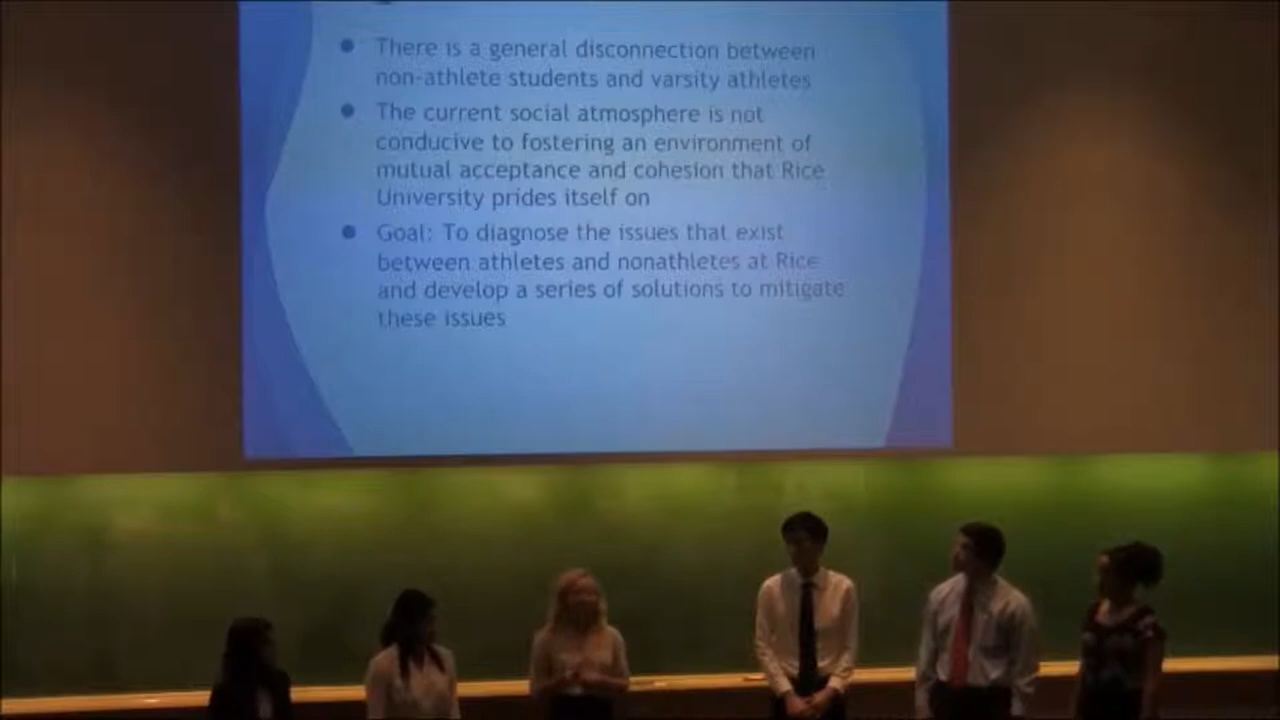 There is a general disconnection between
non-athlete students and varsity athletes
The current social atmosphere is not
conducive to fostering an environment of
mutual acceptance and cohesion that Rice
University prides itself on
Goal: To diagnose the issues that exist
between athletes and nonathletes at Rice
and develop a series of solutions to mitigate
these issues